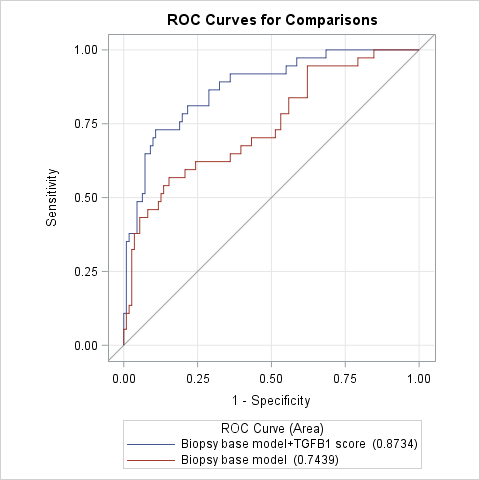 ROC Curves for Comparisons
1.00
0.75
0.50
0.25
0.00
Sensitivity
0.00 0.25 0.50 0.75 1.00
1 - Specificity
ROC Curve (Area)
Biopsy base model+TGFB1 score (0.8734)
Biopsy base model (0.7439)